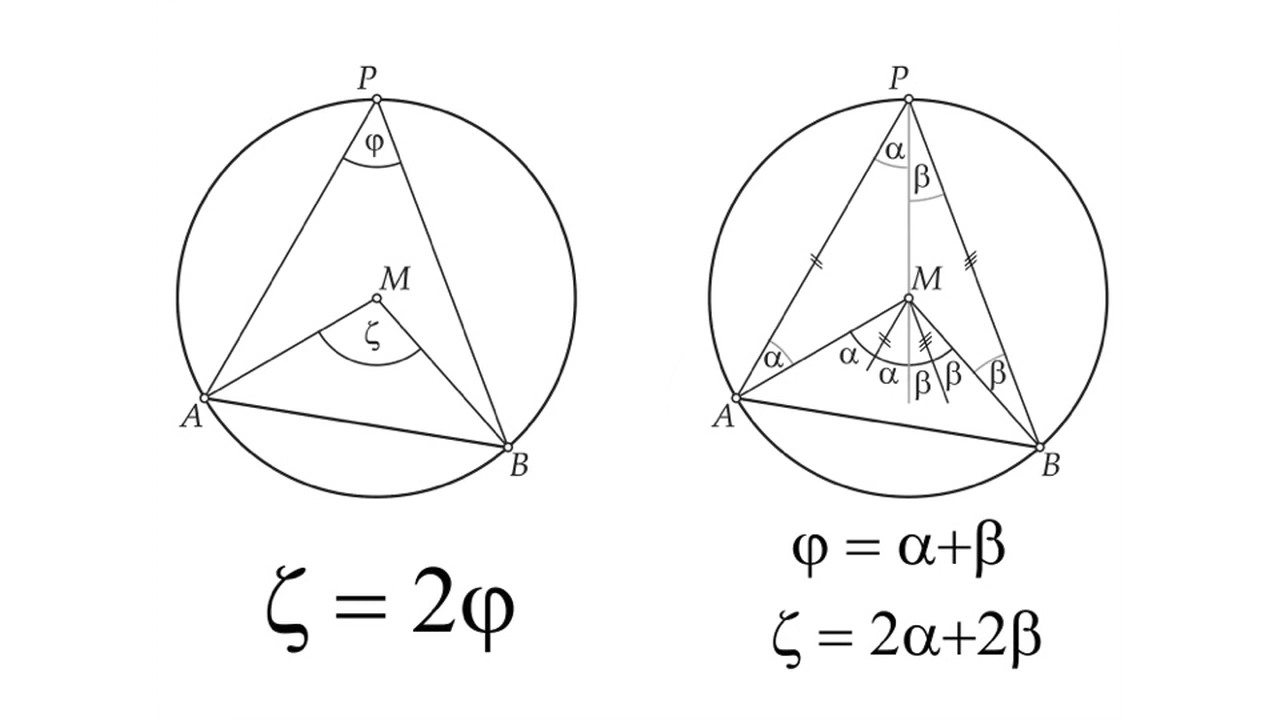 P
φ
M
ζ
A
B
ζ = 2φ
P
α
β
M
α
α
α
β
β
β
A
B
φ = α+β
ζ = 2α+2β